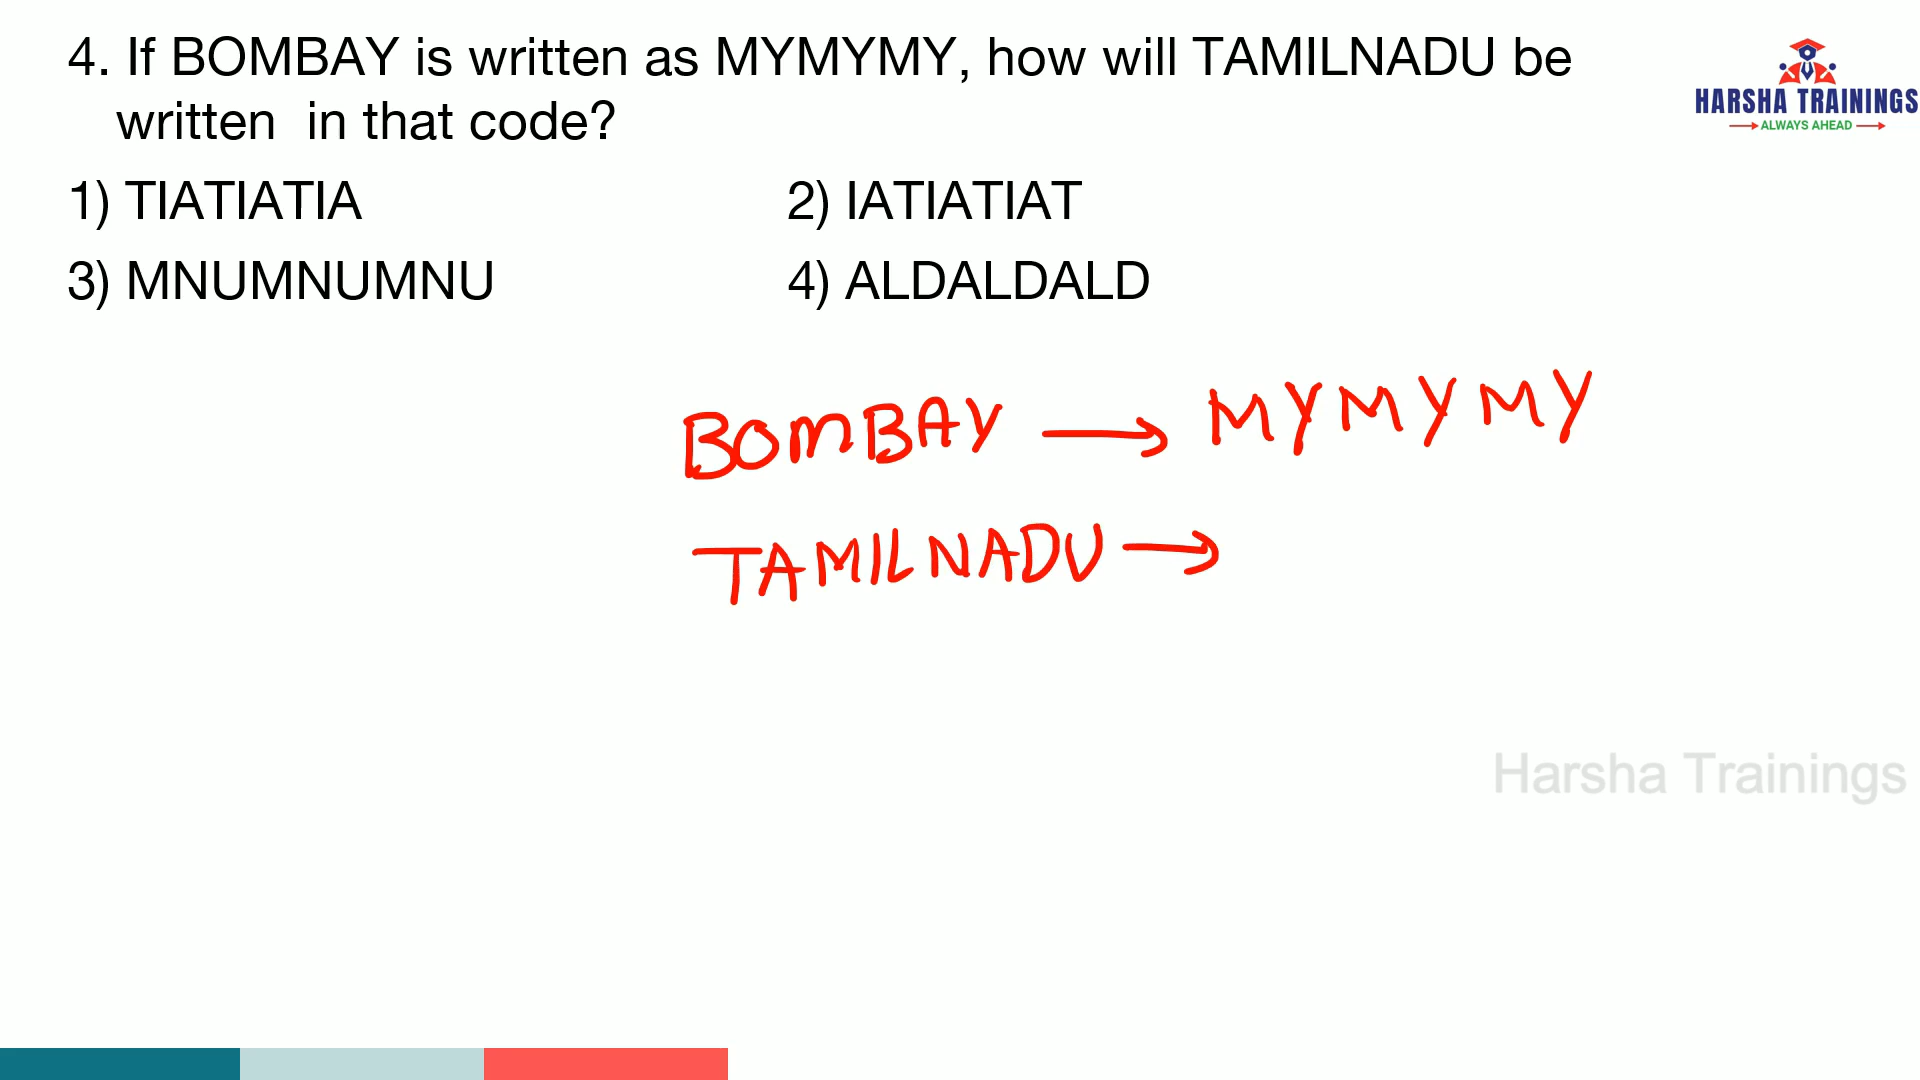 4. If BOMBAY is written as MYMYMY, how will TAMILNADU be
written in that code?
1) TIATIATIA 2) IATIATIAT
3) MNUMNUMNU 4) ALDALDALD
HARSHA TRAININGS
ALWAYS AHEAD
BOMBAY → MYMYMY
TAMILNADU →
Harsha Trainings